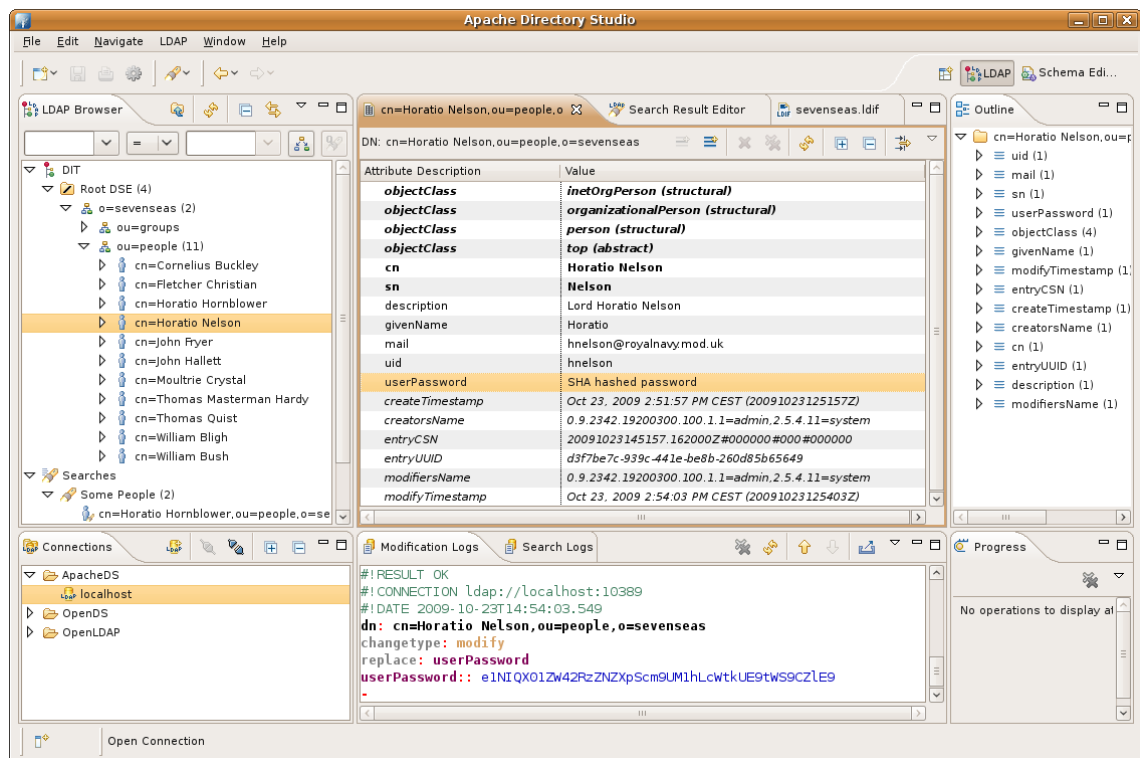 Apache Directory Studio
File Edit Navigate LDAP Window Help
LDAP Schema Edi...
LDAP Browser
=
DIT
Root DSE (4)
o=sevenseas (2)
ou=groups
ou=people (11)
cn=Cornelius Buckley
cn=Fletcher Christian
cn=Horatio Hornblower
cn=Horatio Nelson
cn=John Fryer
cn=John Hallett
cn=Moultrie Crystal
cn=Thomas Masterman Hardy
cn=Thomas Quist
cn=William Bligh
cn=William Bush
Searches
Some People (2)
cn=Horatio Hornblower,ou=people,o=se
cn=Horatio Nelson,ou=people,o Search Result Editor sevenseas.ldif
DN: cn=Horatio Nelson,ou=people,o=sevenseas
Attribute Description Value
objectClass inetOrgPerson (structural)
objectClass organizationalPerson (structural)
objectClass person (structural)
objectClass top (abstract)
cn Horatio Nelson
sn Nelson
description Lord Horatio Nelson
givenName Horatio
mail hnelson@royalnavy.mod.uk
uid hnelson
userPassword SHA hashed password
createTimestamp Oct 23, 2009 2:51:57 PM CEST (20091023125157Z)
creatorsName 0.9.2342.19200300.100.1.1=admin,2.5.4.11=system
entryCSN 20091023145157.162000Z#000000#000#000000
entryUUID d3f7be7c-939c-441e-be8b-260d85b65649
modifiersName 0.9.2342.19200300.100.1.1=admin,2.5.4.11=system
modifyTimestamp Oct 23, 2009 2:54:03 PM CEST (20091023125403Z)
Outline
cn=Horatio Nelson,ou=p
uid (1)
mail (1)
sn (1)
userPassword (1)
objectClass (4)
givenName (1)
modifyTimestamp (1)
entryCSN (1)
createTimestamp (1)
creatorsName (1)
cn (1)
entryUUID (1)
description (1)
modifiersName (1)
Connections
ApacheDS
localhost
OpenDS
OpenLDAP
Modification Logs Search Logs
#!RESULT OK
#!CONNECTION ldap://localhost:10389
#!DATE 2009-10-23T14:54:03.549
dn: cn=Horatio Nelson,ou=people,o=sevenseas
changetype: modify
replace: userPassword
userPassword:: e1NIQX01ZW42RzZNZXpScm9UM1hLcWtkUE9tWS9CZlE9
-
Progress
No operations to display at
Open Connection